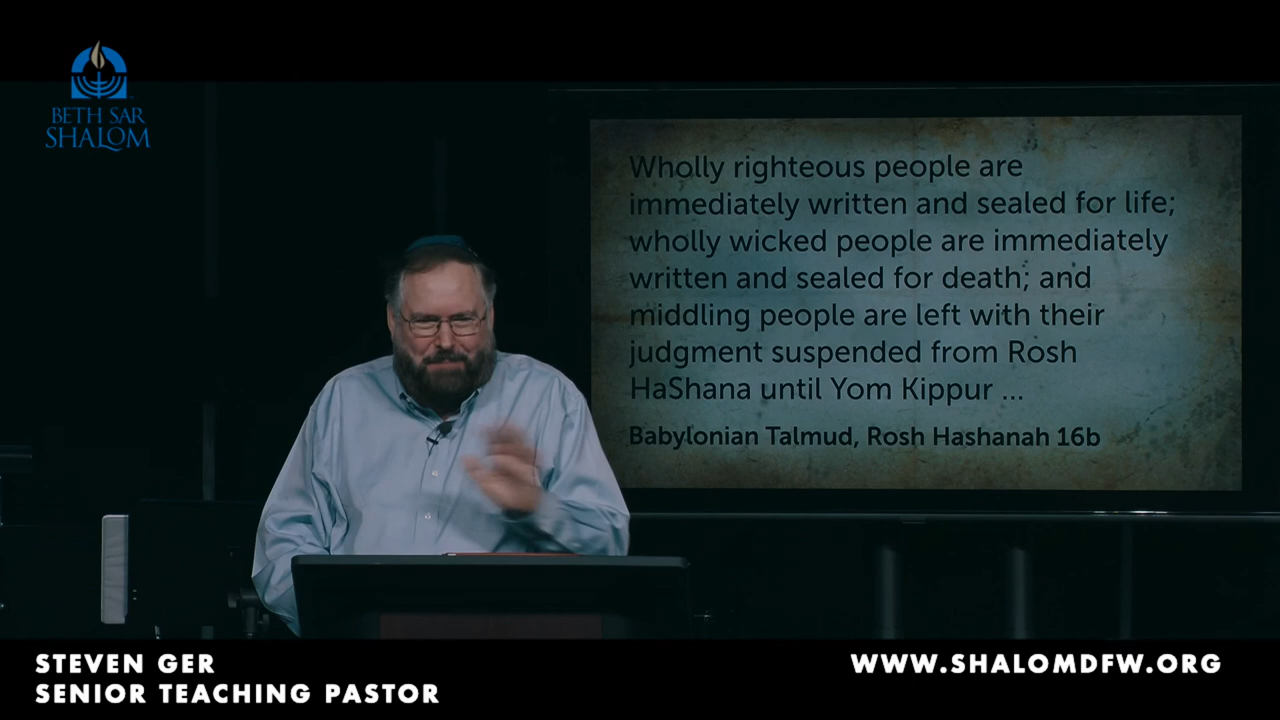 BETH SAR
SHALOM
Wholly righteous people are
immediately written and sealed for life;
wholly wicked people are immediately
written and sealed for death; and
middling people are left with their
judgment suspended from Rosh
HaShana until Yom Kippur ...
Babylonian Talmud, Rosh Hashanah 16b
STEVEN GER
SENIOR TEACHING PASTOR
WWW.SHALOMDFW.ORG